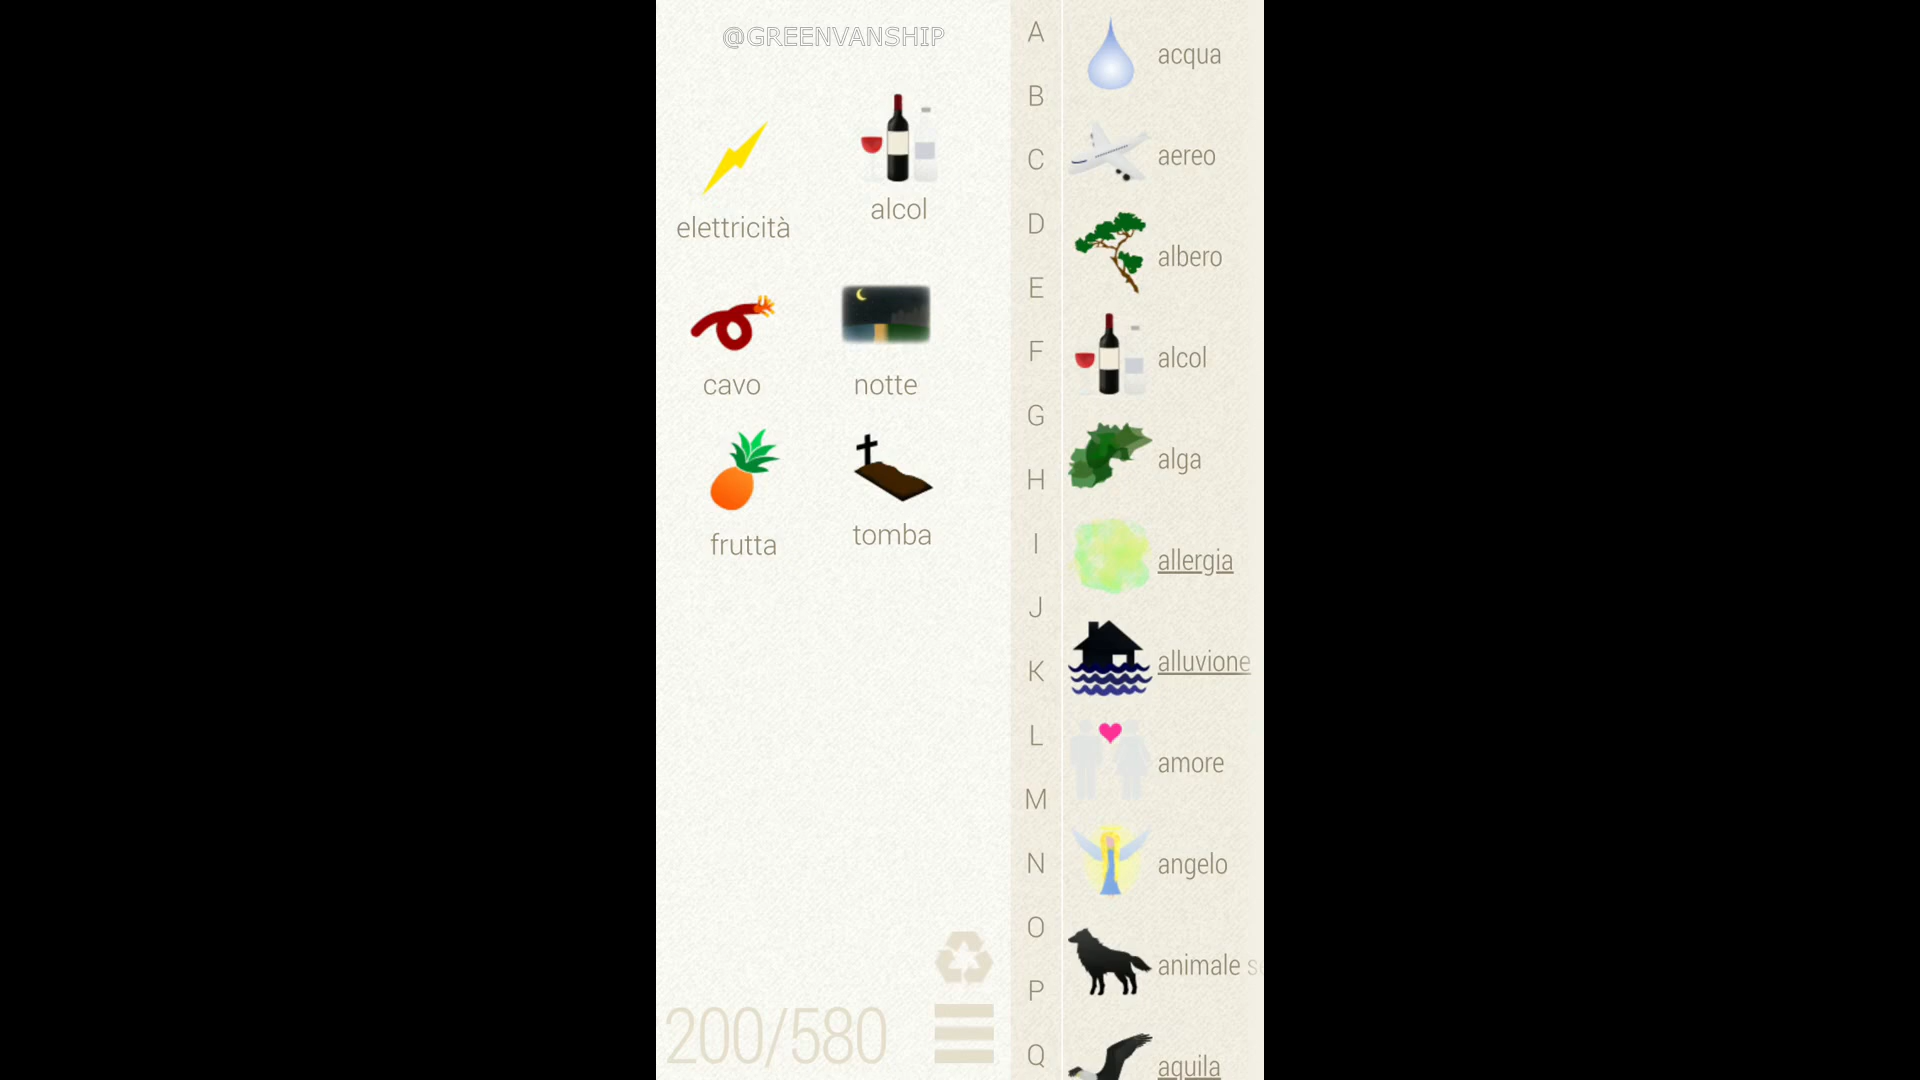 @GREENVANSHIP
elettricità
alcol
cavo
notte
frutta
tomba
200/580
A
B
C
D
E
F
G
H
I
J
K
L
M
N
O
P
Q
acqua
aereo
albero
alcol
alga
allergia
alluvione
amore
angelo
animale se
aquila